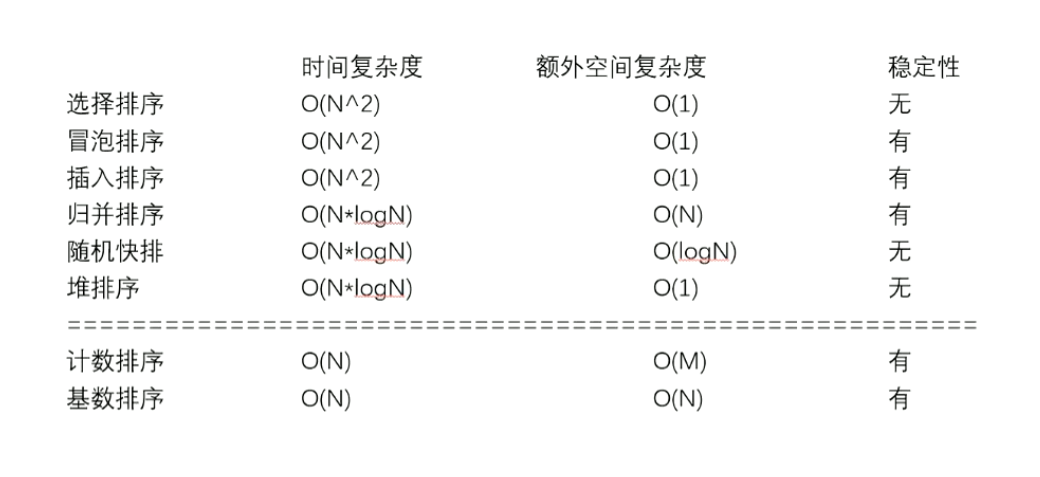 时间复杂度 额外空间复杂度 稳定性
选择排序 O(N^2) O(1) 无
冒泡排序 O(N^2) O(1) 有
插入排序 O(N^2) O(1) 有
归并排序 O(N*logN) O(N) 有
随机快排 O(N*logN) O(logN) 无
堆排序 O(N*logN) O(1) 无
========================================================
计数排序 O(N) O(M) 有
基数排序 O(N) O(N) 有